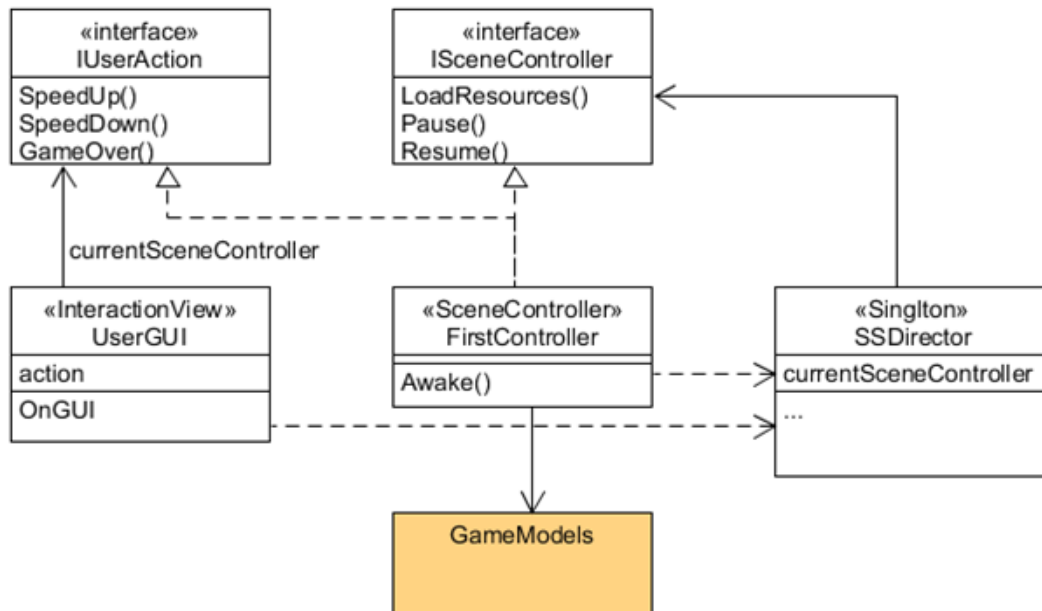 «interface»
IUserAction
SpeedUp()
SpeedDown()
GameOver()
«interface»
ISceneController
LoadResources()
Pause()
Resume()
currentSceneController
«InteractionView»
UserGUI
action
OnGUI
«SceneController»
FirstController
Awake()
«Singlton»
SSDirector
currentSceneController
...
GameModels